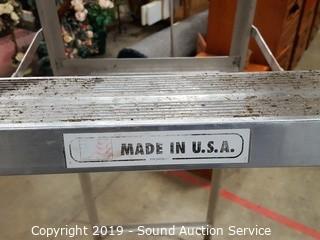 MADE IN U.S.A.
Copyright 2019 - Sound Auction Service